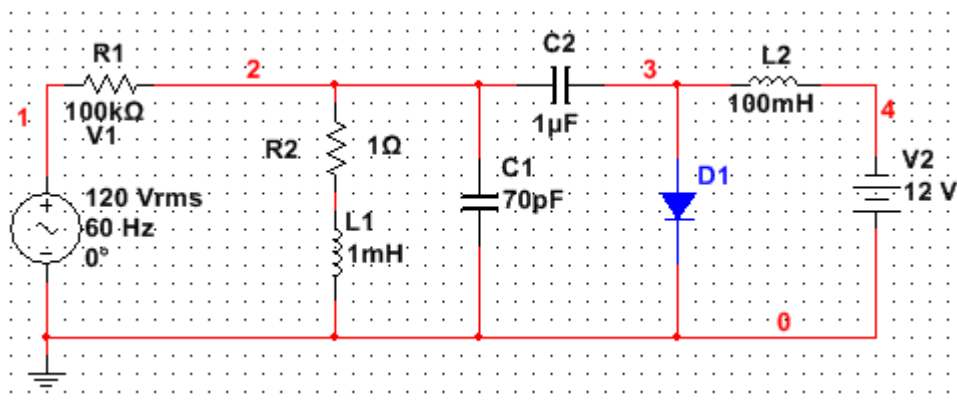 R1
2
C2
3
L2
1
100kΩ
V1
1µF
100mH
4
R2
1Ω
C1
70pF
D1
V2
12 V
120 Vrms
60 Hz
0°
L1
1mH
0